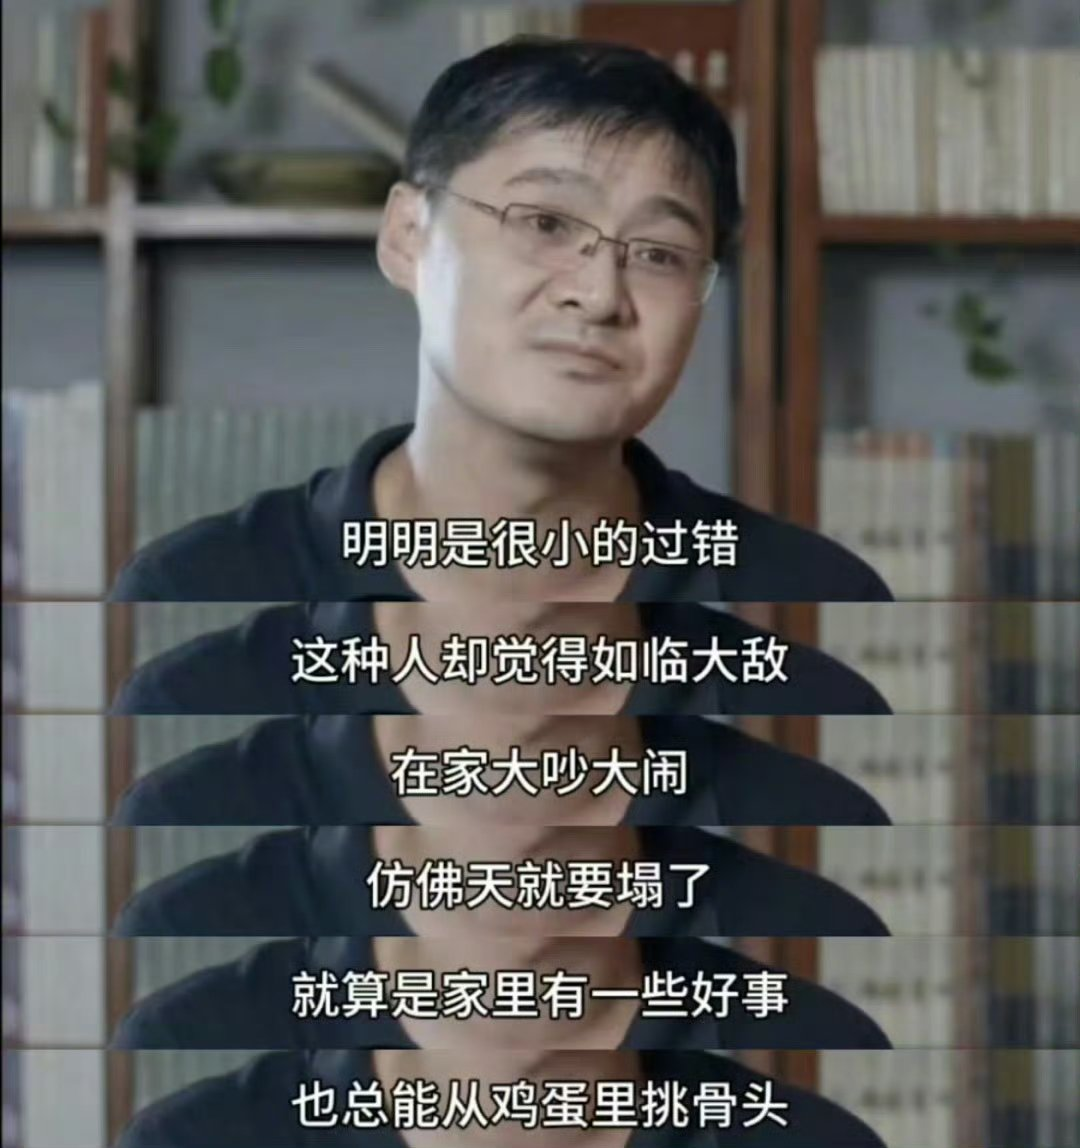 明明是很小的过错
这种人却觉得如临大敌
在家大吵大闹
仿佛天就要塌了
就算是家里有一些好事
也总能从鸡蛋里挑骨头